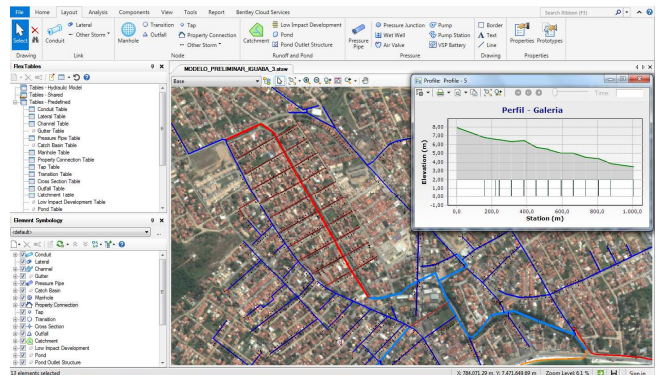 File Home Layout Analysis Components View Tools Report Bentley Cloud Services Search Ribbon (F3)
Select Conduit Lateral Other Storm Manhole Transition Tap Outfall Property Connection Other Storm Catchment Low Impact Development Pond Pond Outlet Structure Pressure Pipe Pressure Junction Pump Wet Well Pump Station Air Valve VSP Battery Border Text Line Properties Prototypes
Drawing Link Node Runoff and Pond Pressure Drawing Properties
FlexTables
Tables - Hydraulic Model
Tables - Shared
Tables - Predefined
Conduit Table
Lateral Table
Channel Table
Gutter Table
Pressure Pipe Table
Catch Basin Table
Manhole Table
Property Connection Table
Tap Table
Transition Table
Cross Section Table
Outfall Table
Catchment Table
Low Impact Development Table
Pond Table
Element Symbology
<default>
Conduit
Lateral
Channel
Gutter
Pressure Pipe
Catch Basin
Manhole
Property Connection
Tap
Transition
Cross Section
Outfall
Catchment
Low Impact Development
Pond
Pond Outlet Structure
MODELO_PRELIMINAR_IGUABA_3.stsw
Base
Profile: Profile - 5
Time:
Perfil - Galeria
Elevation (m)
8,00
7,00
6,00
5,00
4,00
3,00
2,00
1,00
0,00
-1,00
0,0 200,0 400,0 600,0 800,0 1.000,0
Station (m)
13 elements selected X: 784.071,29 m, Y: 7.471.649,69 m Zoom Level: 61 % Sign in